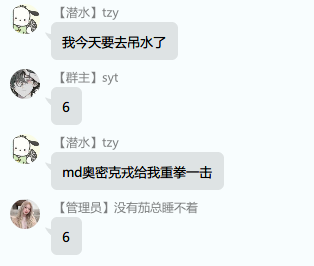 【潜水】tzy
我今天要去吊水了
【群主】syt
6
【潜水】tzy
md奥密克戎给我重拳一击
【管理员】没有茄总睡不着
6